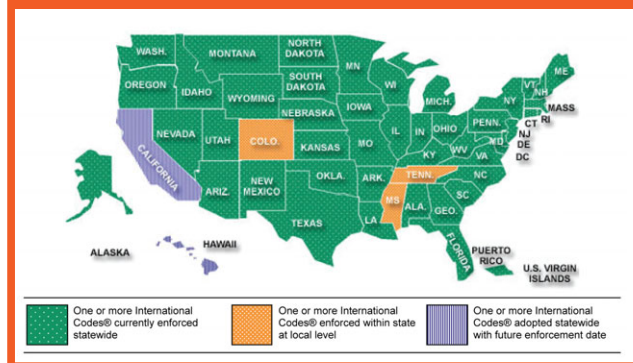 WASH.
MONTANA
NORTH
DAKOTA
MN
ME
VT
NH
OREGON
IDAHO
SOUTH
DAKOTA
WI
MICH.
NY
MASS
WYOMING
RI
CT
NEBRASKA
IOWA
PENN.
NJ
NEVADA
UTAH
COLO.
IL
IN
OHIO
MD
DE
DC
CALIFORNIA
KANSAS
MO
WV
VA
KY
ARIZ.
NEW
MEXICO
OKLA.
ARK.
TENN.
NC
SC
TEXAS
LA
MS
ALA.
GEO.
FLORIDA
ALASKA
HAWAII
PUERTO
RICO
U.S. VIRGIN
ISLANDS
One or more International
Codes® currently enforced
statewide
One or more International
Codes® enforced within state
at local level
One or more International
Codes® adopted statewide
with future enforcement date